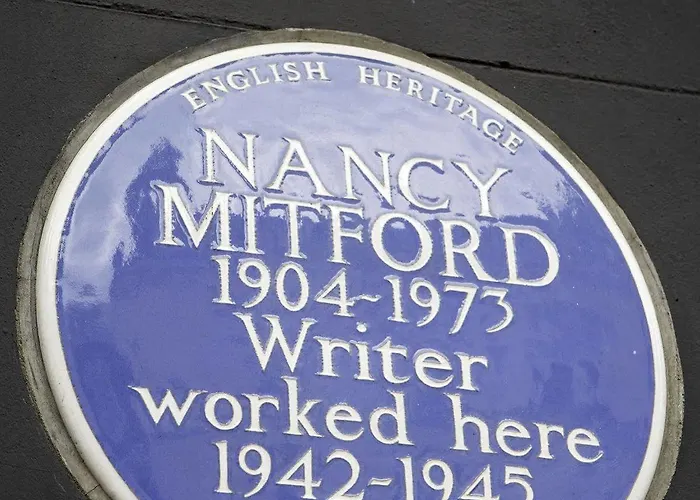 ENGLISH HERITAGE
NANCY
MITFORD
1904-1973
Writer
worked here
1942-1945